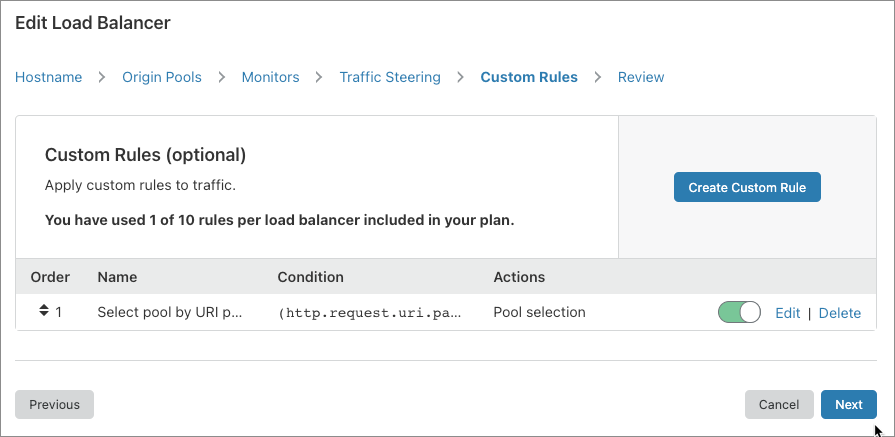 Edit Load Balancer
Hostname > Origin Pools > Monitors > Traffic Steering > Custom Rules > Review
Custom Rules (optional)
Apply custom rules to traffic.
Create Custom Rule
You have used 1 of 10 rules per load balancer included in your plan.
Order Name Condition Actions
1 Select pool by URI p... (http.request.uri.pa... Pool selection Edit | Delete
Previous Cancel Next